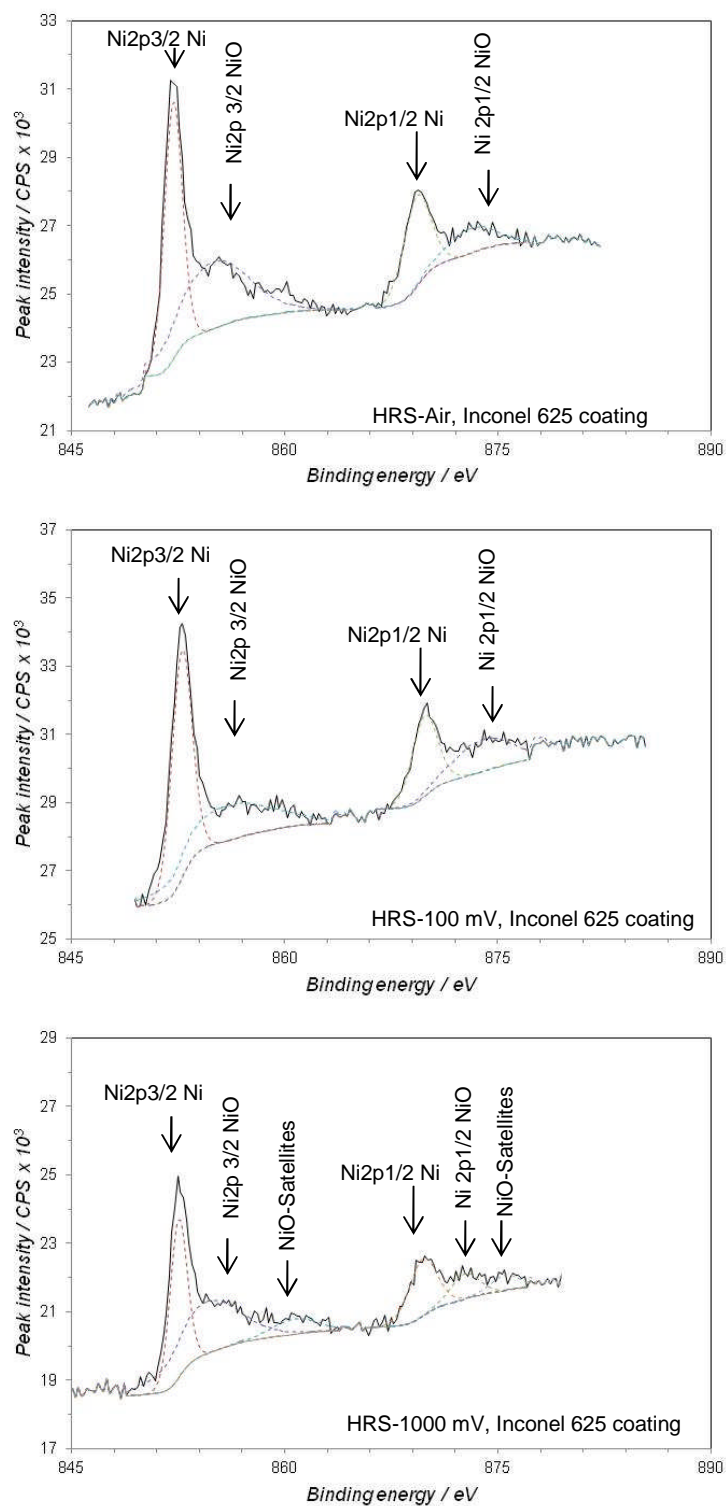 Ni2p3/2 Ni
Ni2p 3/2 NiO
Ni2p1/2 Ni
Ni 2p1/2 NiO
33
31
29
27
25
23
21
Peak intensity / CPS x 10³
HRS-Air, Inconel 625 coating
845
860
875
890
Binding energy / eV
Ni2p3/2 Ni
Ni2p 3/2 NiO
Ni2p1/2 Ni
Ni 2p1/2 NiO
37
35
33
31
29
27
25
Peak intensity / CPS x 10³
HRS-100 mV, Inconel 625 coating
845
860
875
890
Binding energy / eV
Ni2p3/2 Ni
Ni2p 3/2 NiO
NiO-Satellites
Ni2p1/2 Ni
Ni 2p1/2 NiO
NiO-Satellites
29
27
25
23
21
19
17
Peak intensity / CPS x 10³
HRS-1000 mV, Inconel 625 coating
845
860
875
890
Binding energy / eV